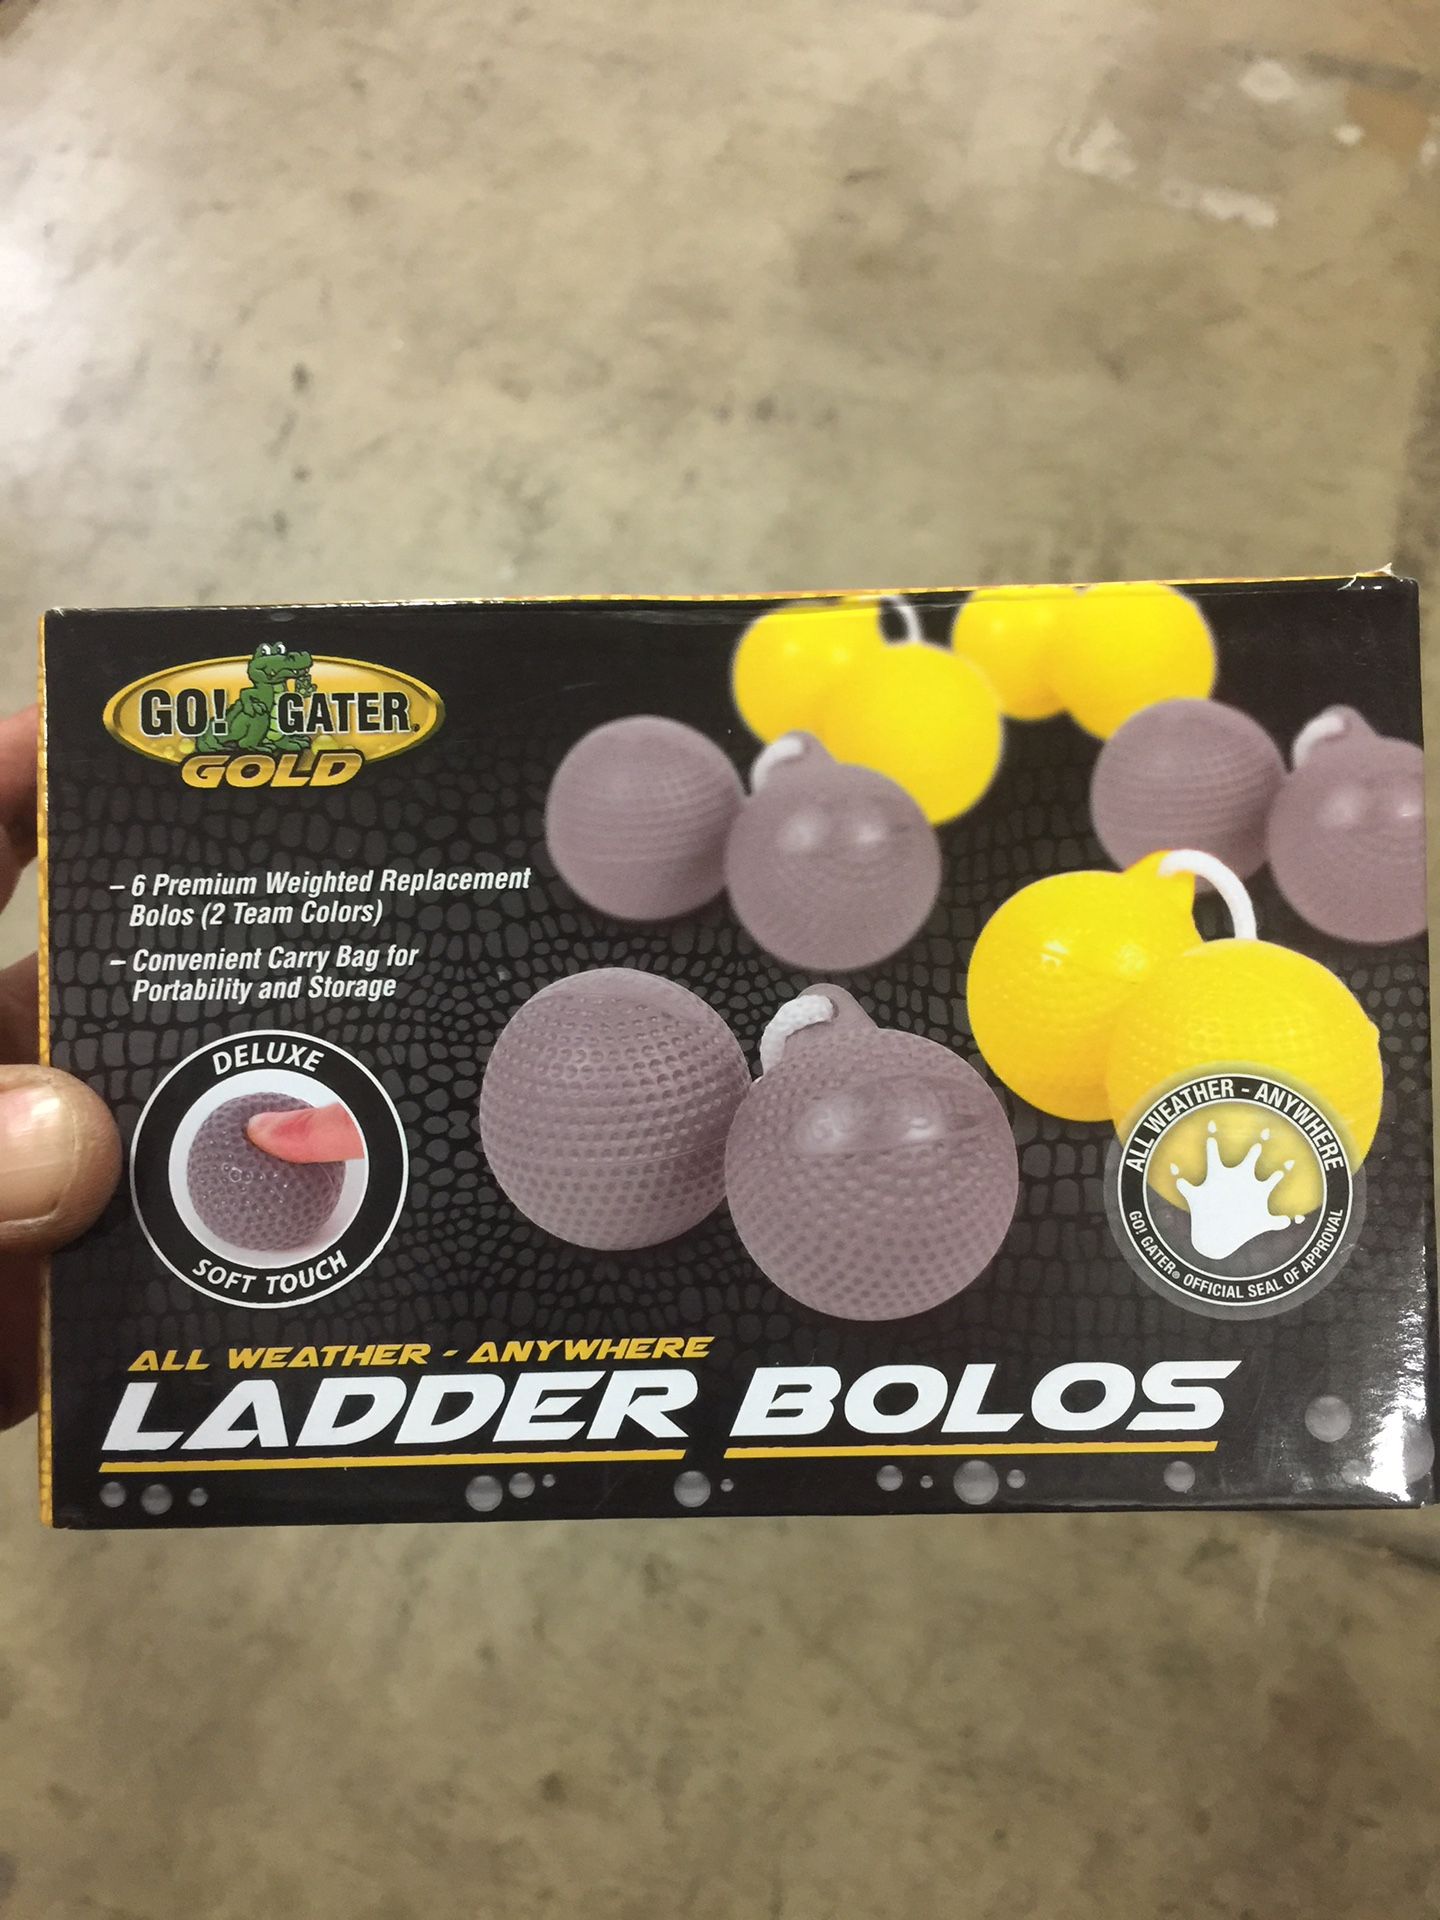 GO! GATER®
GOLD
– 6 Premium Weighted Replacement
Bolos (2 Team Colors)
– Convenient Carry Bag for
Portability and Storage
DELUXE
SOFT TOUCH
ALL WEATHER - ANYWHERE
GO! GATER® OFFICIAL SEAL OF APPROVAL
ALL WEATHER - ANYWHERE
LADDER BOLOS